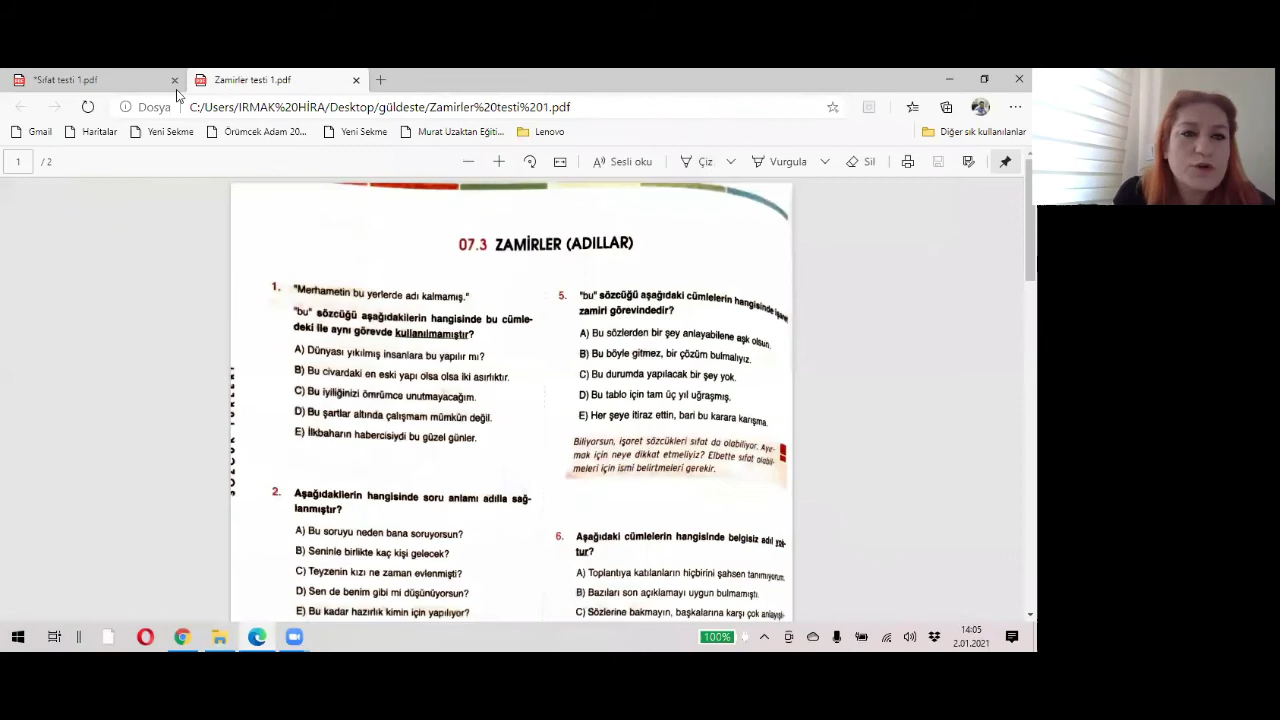 *Sıfat testi 1.pdf
Zamirler testi 1.pdf
Dosya
C:/Users/IRMAK%20HİRA/Desktop/güldeste/Zamirler%20testi%201.pdf
Gmail
Haritalar
Yeni Sekme
Örümcek Adam 20...
Yeni Sekme
Murat Uzaktan Eğiti...
Lenovo
Diğer sık kullanılanlar
1 / 2
Sesli oku
Çiz
Vurgula
Sil
07.3 ZAMİRLER (ADILLAR)
1. "Merhametin bu yerlerde adı kalmamış."
"bu" sözcüğü aşağıdakilerin hangisinde bu cümle-
deki ile aynı görevde kullanılmamıştır?
A) Dünyası yıkılmış insanlara bu yapılır mı?
B) Bu civardaki en eski yapı olsa olsa iki asırlıktır.
C) Bu iyiliğinizi ömrümce unutmayacağım.
D) Bu şartlar altında çalışmam mümkün değil.
E) İlkbaharın habercisiydi bu güzel günler.
2. Aşağıdakilerin hangisinde soru anlamı adılla sağ-
lanmıştır?
A) Bu soruyu neden bana soruyorsun?
B) Seninle birlikte kaç kişi gelecek?
C) Teyzenin kızı ne zaman evlenmişti?
D) Sen de benim gibi mi düşünüyorsun?
E) Bu kadar hazırlık kimin için yapılıyor?
5. "bu" sözcüğü aşağıdaki cümlelerin hangisinde işaret
zamiri görevindedir?
A) Bu sözlerden bir şey anlayabilene aşk olsun.
B) Bu böyle gitmez, bir çözüm bulmalıyız.
C) Bu durumda yapılacak bir şey yok.
D) Bu tablo için tam üç yıl uğraşmış.
E) Her şeye itiraz ettin, bari bu karara karışma.
Biliyorsun, işaret sözcükleri sıfat da olabiliyor. Ayır-
mak için neye dikkat etmeliyiz? Elbette sıfat olabil-
meleri için ismi belirtmeleri gerekir.
6. Aşağıdaki cümlelerin hangisinde belgisiz adıl yok-
tur?
A) Toplantıya katılanların hiçbirini şahsen tanımıyorum.
B) Bazıları son açıklamayı uygun bulmamıştı.
C) Sözlerine bakmayın, başkalarına karşı çok anlayışlı-
SÖZCÜK TÜRLERİ
100%
14:05
2.01.2021